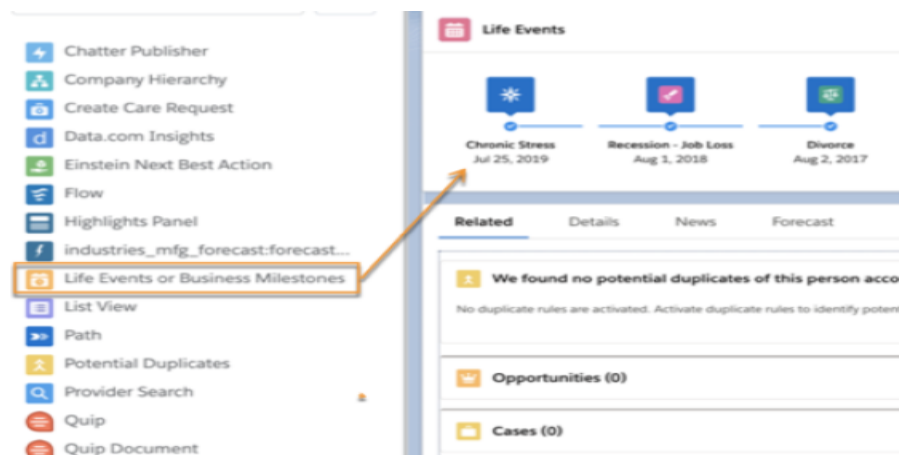 Chatter Publisher
Company Hierarchy
Create Care Request
Data.com Insights
Einstein Next Best Action
Flow
Highlights Panel
industries_mfg_forecast:forecast...
Life Events or Business Milestones
List View
Path
Potential Duplicates
Provider Search
Quip
Quip Document
Life Events
Chronic Stress Recession - Job Loss Divorce
Jul 25, 2019 Aug 1, 2018 Aug 2, 2017
Related Details News Forecast
We found no potential duplicates of this person acco
No duplicate rules are activated. Activate duplicate rules to identify poten
Opportunities (0)
Cases (0)